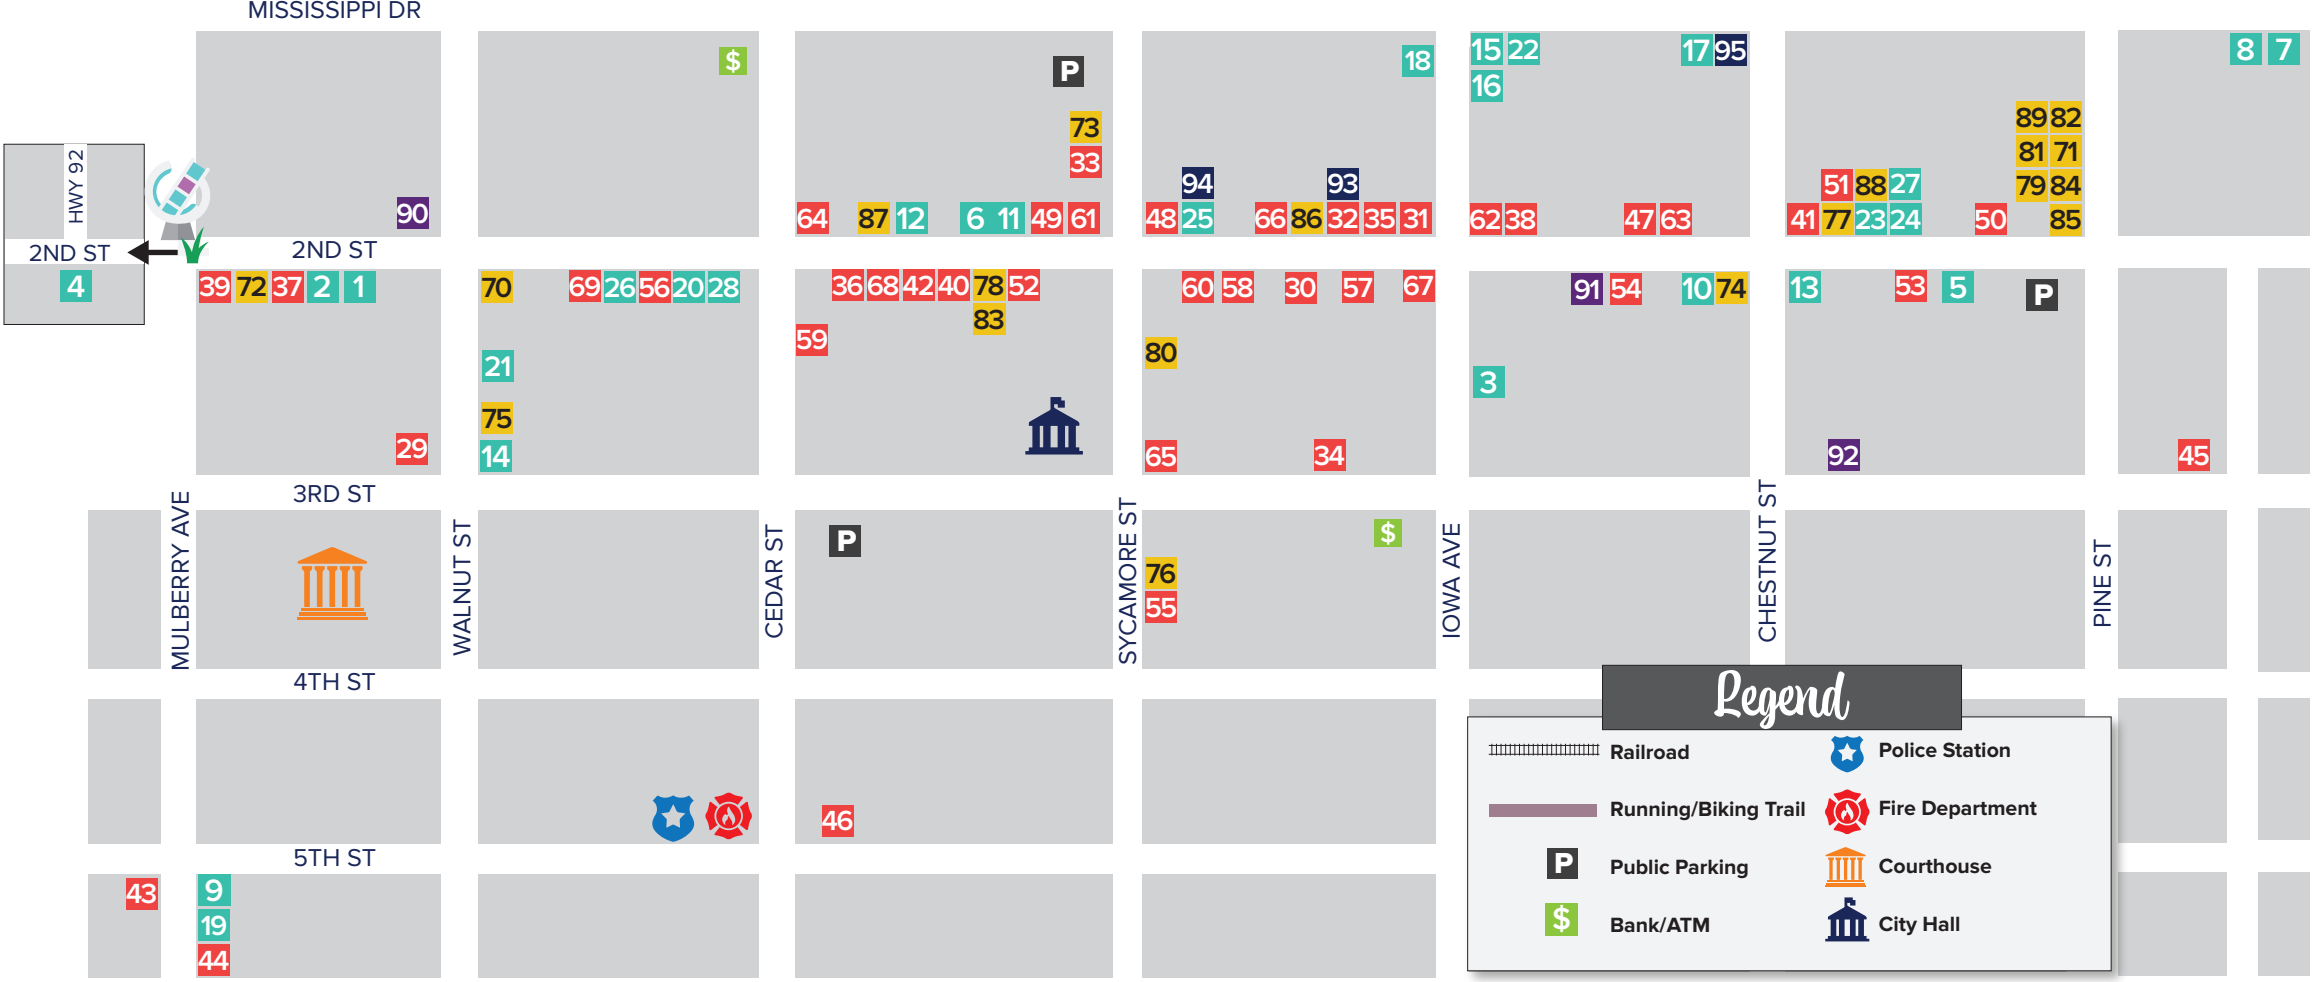 MISSISSIPPI DR
$
P
18
15 22
17 95
8 7
16
73
89 82
33
81 71
HWY 92
94
93
51 88 27
79 84
90
64 87 12 6 11 49 61
48 25 66 86 32 35 31
62 38 47 63
41 77 23 24 50 85
2ND ST
2ND ST
4
39 72 37 2 1
70 69 26 56 20 28
36 68 42 40 78 52
60 58 30 57 67
91 54 10 74
13 53 5 P
83
59
80
21
3
75
29
14
65 34
92
45
3RD ST
MULBERRY AVE
WALNUT ST
CEDAR ST
SYCAMORE ST
IOWA AVE
CHESTNUT ST
PINE ST
P
$
76
55
4TH ST
46
5TH ST
43
9
19
44
Legend
Railroad
Police Station
Running/Biking Trail
Fire Department
P Public Parking
Courthouse
$ Bank/ATM
City Hall